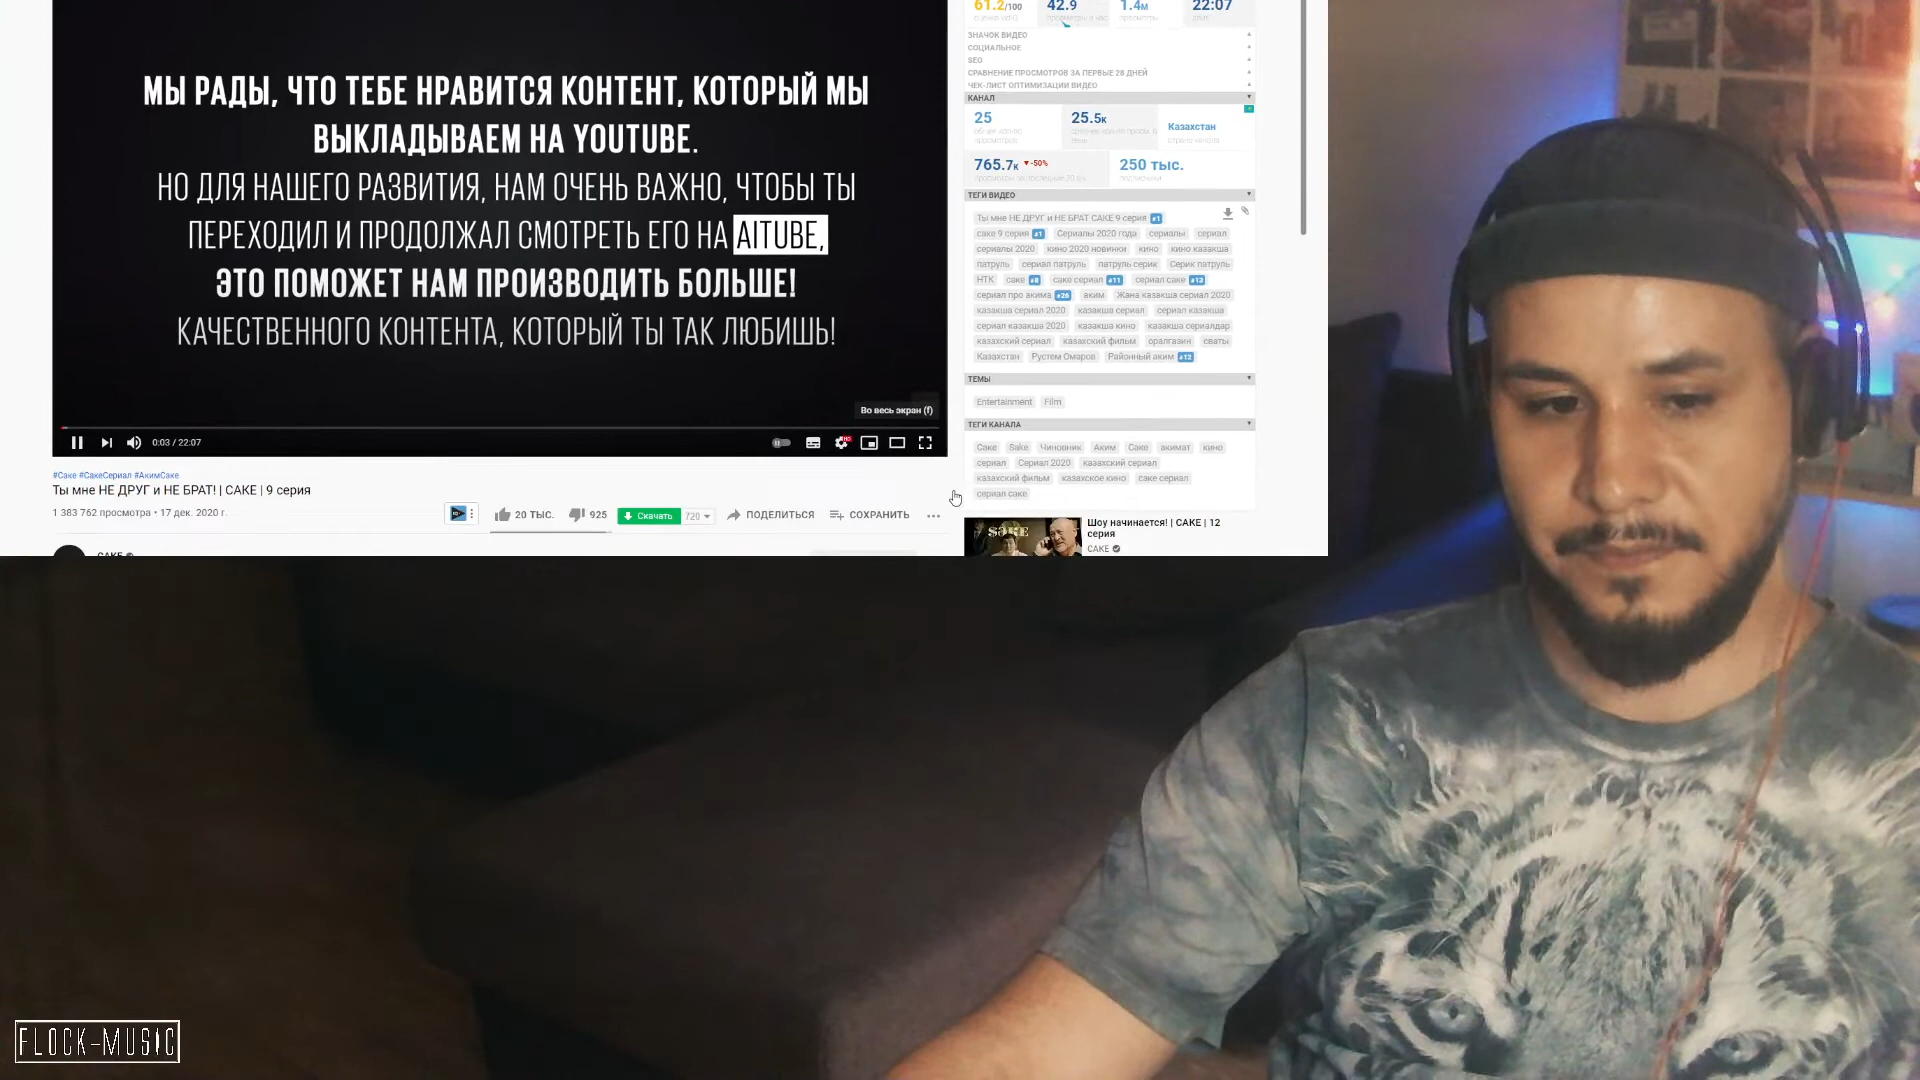 МЫ РАДЫ, ЧТО ТЕБЕ НРАВИТСЯ КОНТЕНТ, КОТОРЫЙ МЫ
ВЫКЛАДЫВАЕМ НА YOUTUBE.
НО ДЛЯ НАШЕГО РАЗВИТИЯ, НАМ ОЧЕНЬ ВАЖНО, ЧТОБЫ ТЫ
ПЕРЕХОДИЛ И ПРОДОЛЖАЛ СМОТРЕТЬ ЕГО НА AITUBE,
ЭТО ПОМОЖЕТ НАМ ПРОИЗВОДИТЬ БОЛЬШЕ!
КАЧЕСТВЕННОГО КОНТЕНТА, КОТОРЫЙ ТЫ ТАК ЛЮБИШЬ!
Во весь экран (f)
0:03 / 22:07
#Саке #СакеСериал #АкимСаке
Ты мне НЕ ДРУГ и НЕ БРАТ! | САКЕ | 9 серия
1 383 762 просмотра • 17 дек. 2020 г.
20 ТЫС. 925 Скачать 720 ПОДЕЛИТЬСЯ СОХРАНИТЬ
САКЕ
61.2/100 42.9 1.4м 22:07
ЗНАЧОК ВИДЕО
СОЦИАЛЬНОЕ
SEO
СРАВНЕНИЕ ПРОСМОТРОВ ЗА ПЕРВЫЕ 28 ДНЕЙ
ЧЕК-ЛИСТ ОПТИМИЗАЦИИ ВИДЕО
КАНАЛ
25 25.5к Казахстан
765.7к -50% 250 тыс.
ТЕГИ ВИДЕО
Ты мне НЕ ДРУГ и НЕ БРАТ САКЕ 9 серия #1
саке 9 серия #1 Сериалы 2020 года сериалы сериал
сериалы 2020 кино 2020 новинки кино кино казакша
патруль сериал патруль патруль серик Серик патруль
НТК саке #8 саке сериал #11 сериал саке #13
сериал про акима #26 аким Жана казакша сериал 2020
казакша сериал 2020 казакша сериал сериал казакша
сериал казакша 2020 казакша кино казакша сериалдар
казахский сериал казахский фильм оралгазин сваты
Казахстан Рустем Омаров Районный аким #12
ТЕМЫ
Entertainment Film
ТЕГИ КАНАЛА
Саке Sake Чиновник Аким Саке акимат кино
сериал Сериал 2020 казахский сериал
казахский фильм казахское кино саке сериал
сериал саке
Шоу начинается! | САКЕ | 12
серия
САКЕ
FLOCK-MUSIC